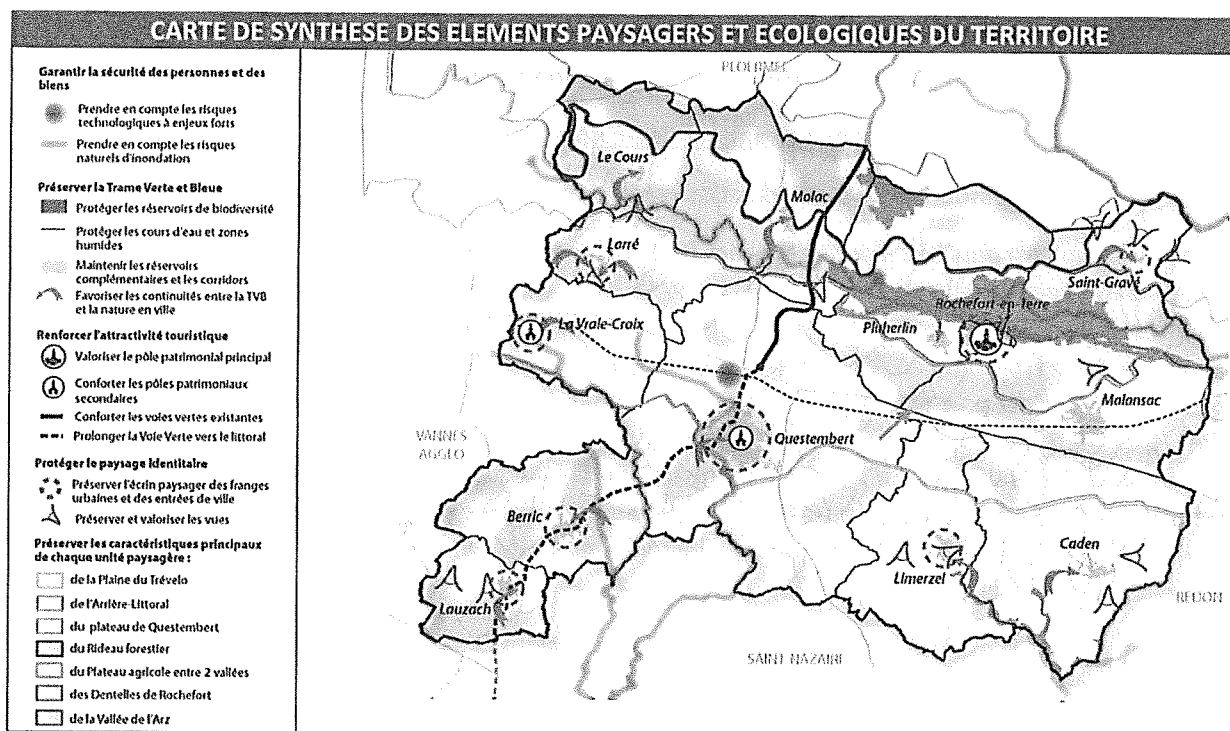 CARTE DE SYNTHESE DES ELEMENTS PAYSAGERS ET ECOLOGIQUES DU TERRITOIRE
Garantir la sécurité des personnes et des
biens
Prendre en compte les risques
technologiques à enjeux forts
Prendre en compte les risques
naturels d'inondation
Préserver la Trame Verte et Bleue
Protéger les réservoirs de biodiversité
Protéger les cours d'eau et zones
humides
Maintenir les réservoirs
complémentaires et les corridors
Favoriser les continuités entre la TVB
et la nature en ville
Renforcer l'attractivité touristique
Valoriser le pôle patrimonial principal
Conforter les pôles patrimoniaux
secondaires
Conforter les voies vertes existantes
Prolonger la Voie Verte vers le littoral
Protéger le paysage identitaire
Préserver l'écrin paysager des franges
urbaines et des entrées de ville
Préserver et valoriser les vues
Préserver les caractéristiques principaux
de chaque unité paysagère :
de la Plaine du Trévelo
de l'Arrière-Littoral
du plateau de Questembert
du Rideau forestier
du Plateau agricole entre 2 vallées
des Dentelles de Rochefort
de la Vallée de l'Arz
PLOERMEL
Le Cours
Molac
Larré
Saint-Gravé
Rochefort-en-Terre
La Vraie-Croix
Pluherlin
Malansac
VANNES
AGGLO
Questembert
Berric
Limerzel
Caden
Lauzach
REDON
SAINT NAZAIRE